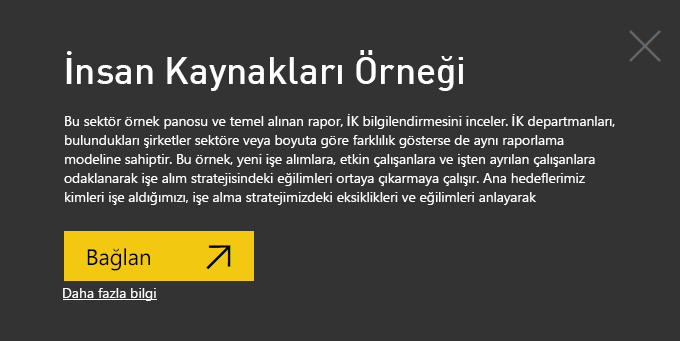 İnsan Kaynakları Örneği
Bu sektör örnek panosu ve temel alınan rapor, İK bilgilendirmesini inceler. İK departmanları,
bulundukları şirketler sektöre veya boyuta göre farklılık gösterse de aynı raporlama
modeline sahiptir. Bu örnek, yeni işe alımlara, etkin çalışanlara ve işten ayrılan çalışanlara
odaklanarak işe alım stratejisindeki eğilimleri ortaya çıkarmaya çalışır. Ana hedeflerimiz
kimleri işe aldığımızı, işe alma stratejimizdeki eksiklikleri ve eğilimleri anlayarak
Bağlan
Daha fazla bilgi